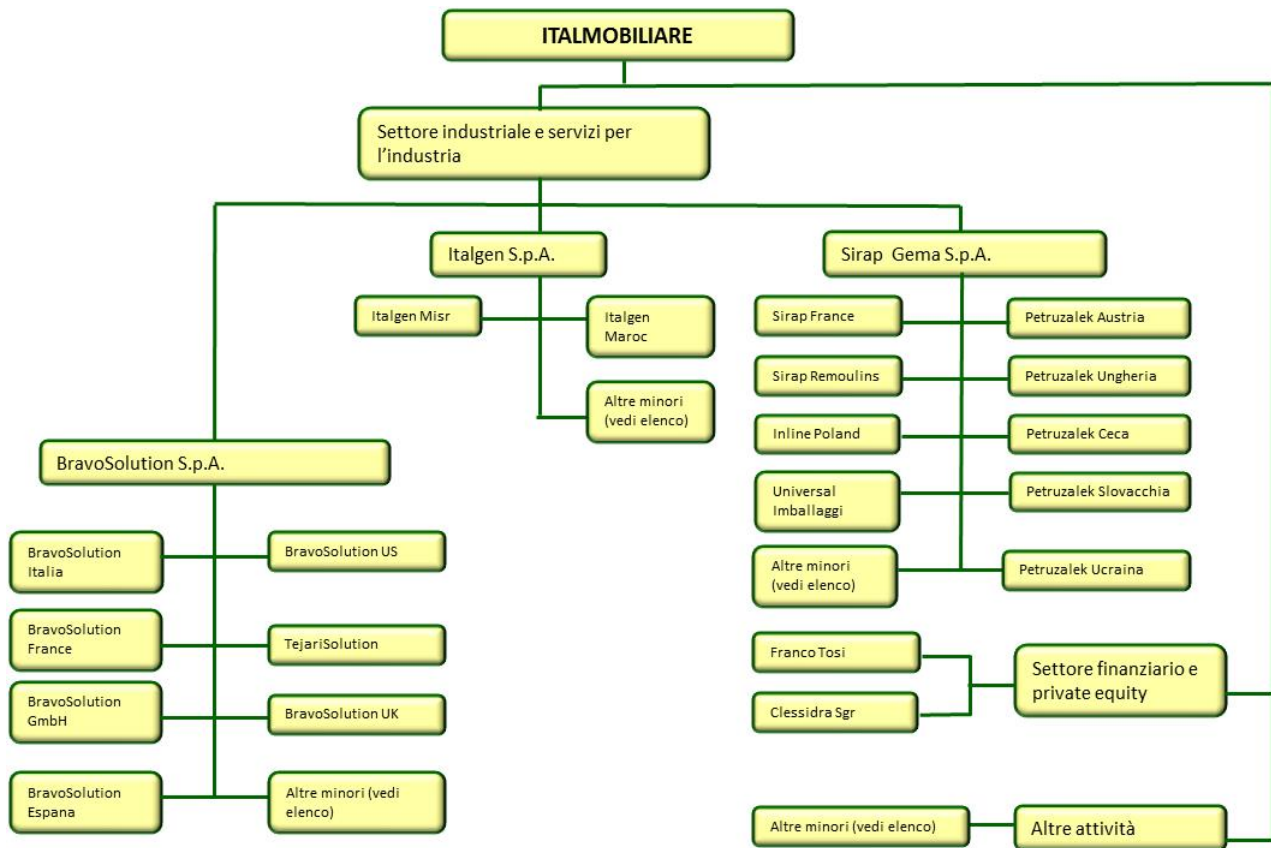 ITALMOBILIARE
Settore industriale e servizi per
l'industria
Italgen S.p.A.
Sirap Gema S.p.A.
Italgen Misr
Italgen
Maroc
Altre minori
(vedi elenco)
Sirap France
Petruzalek Austria
Sirap Remoulins
Petruzalek Ungheria
Inline Poland
Petruzalek Ceca
Universal
Imballaggi
Petruzalek Slovacchia
Altre minori
(vedi elenco)
Petruzalek Ucraina
BravoSolution S.p.A.
BravoSolution
Italia
BravoSolution US
BravoSolution
France
TejariSolution
BravoSolution
GmbH
BravoSolution UK
BravoSolution
Espana
Altre minori (vedi
elenco)
Franco Tosi
Clessidra Sgr
Settore finanziario e
private equity
Altre minori (vedi elenco)
Altre attività